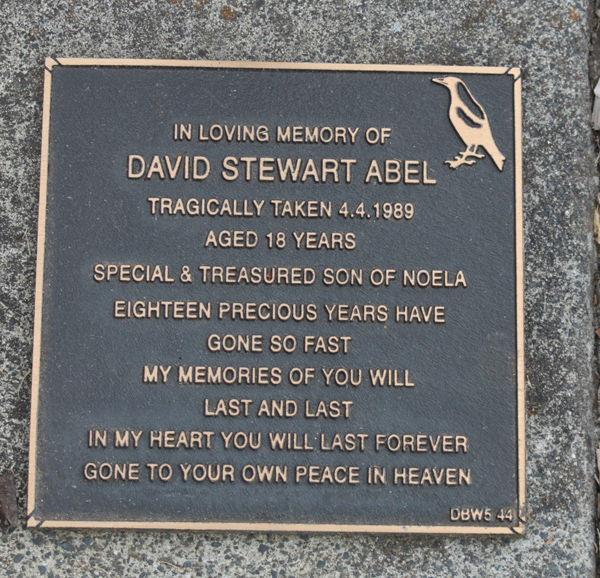 IN LOVING MEMORY OF
DAVID STEWART ABEL
TRAGICALLY TAKEN 4.4.1989
AGED 18 YEARS
SPECIAL & TREASURED SON OF NOELA
EIGHTEEN PRECIOUS YEARS HAVE
GONE SO FAST
MY MEMORIES OF YOU WILL
LAST AND LAST
IN MY HEART YOU WILL LAST FOREVER
GONE TO YOUR OWN PEACE IN HEAVEN
DBW5 44